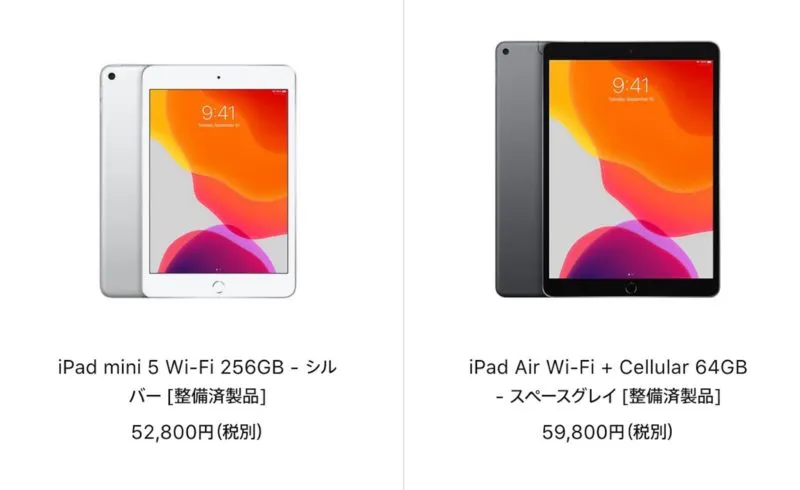 9:41
9:41
iPad mini 5 Wi-Fi 256GB - シル
バー [整備済製品]
52,800円(税別)
iPad Air Wi-Fi + Cellular 64GB
- スペースグレイ [整備済製品]
59,800円(税別)